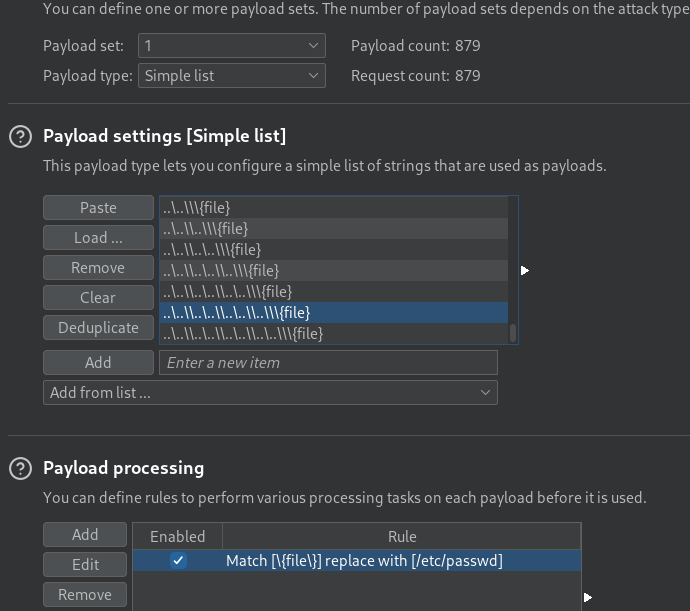 You can define one or more payload sets. The number of payload sets depends on the attack type
Payload set: 1 Payload count: 879
Payload type: Simple list Request count: 879
? Payload settings [Simple list]
This payload type lets you configure a simple list of strings that are used as payloads.
Paste
Load ...
Remove
Clear
Deduplicate
..\..\\\{file}
..\..\\..\\\{file}
..\..\\..\..\\\{file}
..\..\\..\..\\..\\\{file}
..\..\\..\..\\..\..\\\{file}
..\..\\..\..\\..\..\\..\\\{file}
..\..\\..\..\\..\..\\..\..\\\{file}
Add Enter a new item
Add from list ...
? Payload processing
You can define rules to perform various processing tasks on each payload before it is used.
Add
Edit
Remove
Enabled Rule
Match [\{file\}] replace with [/etc/passwd]